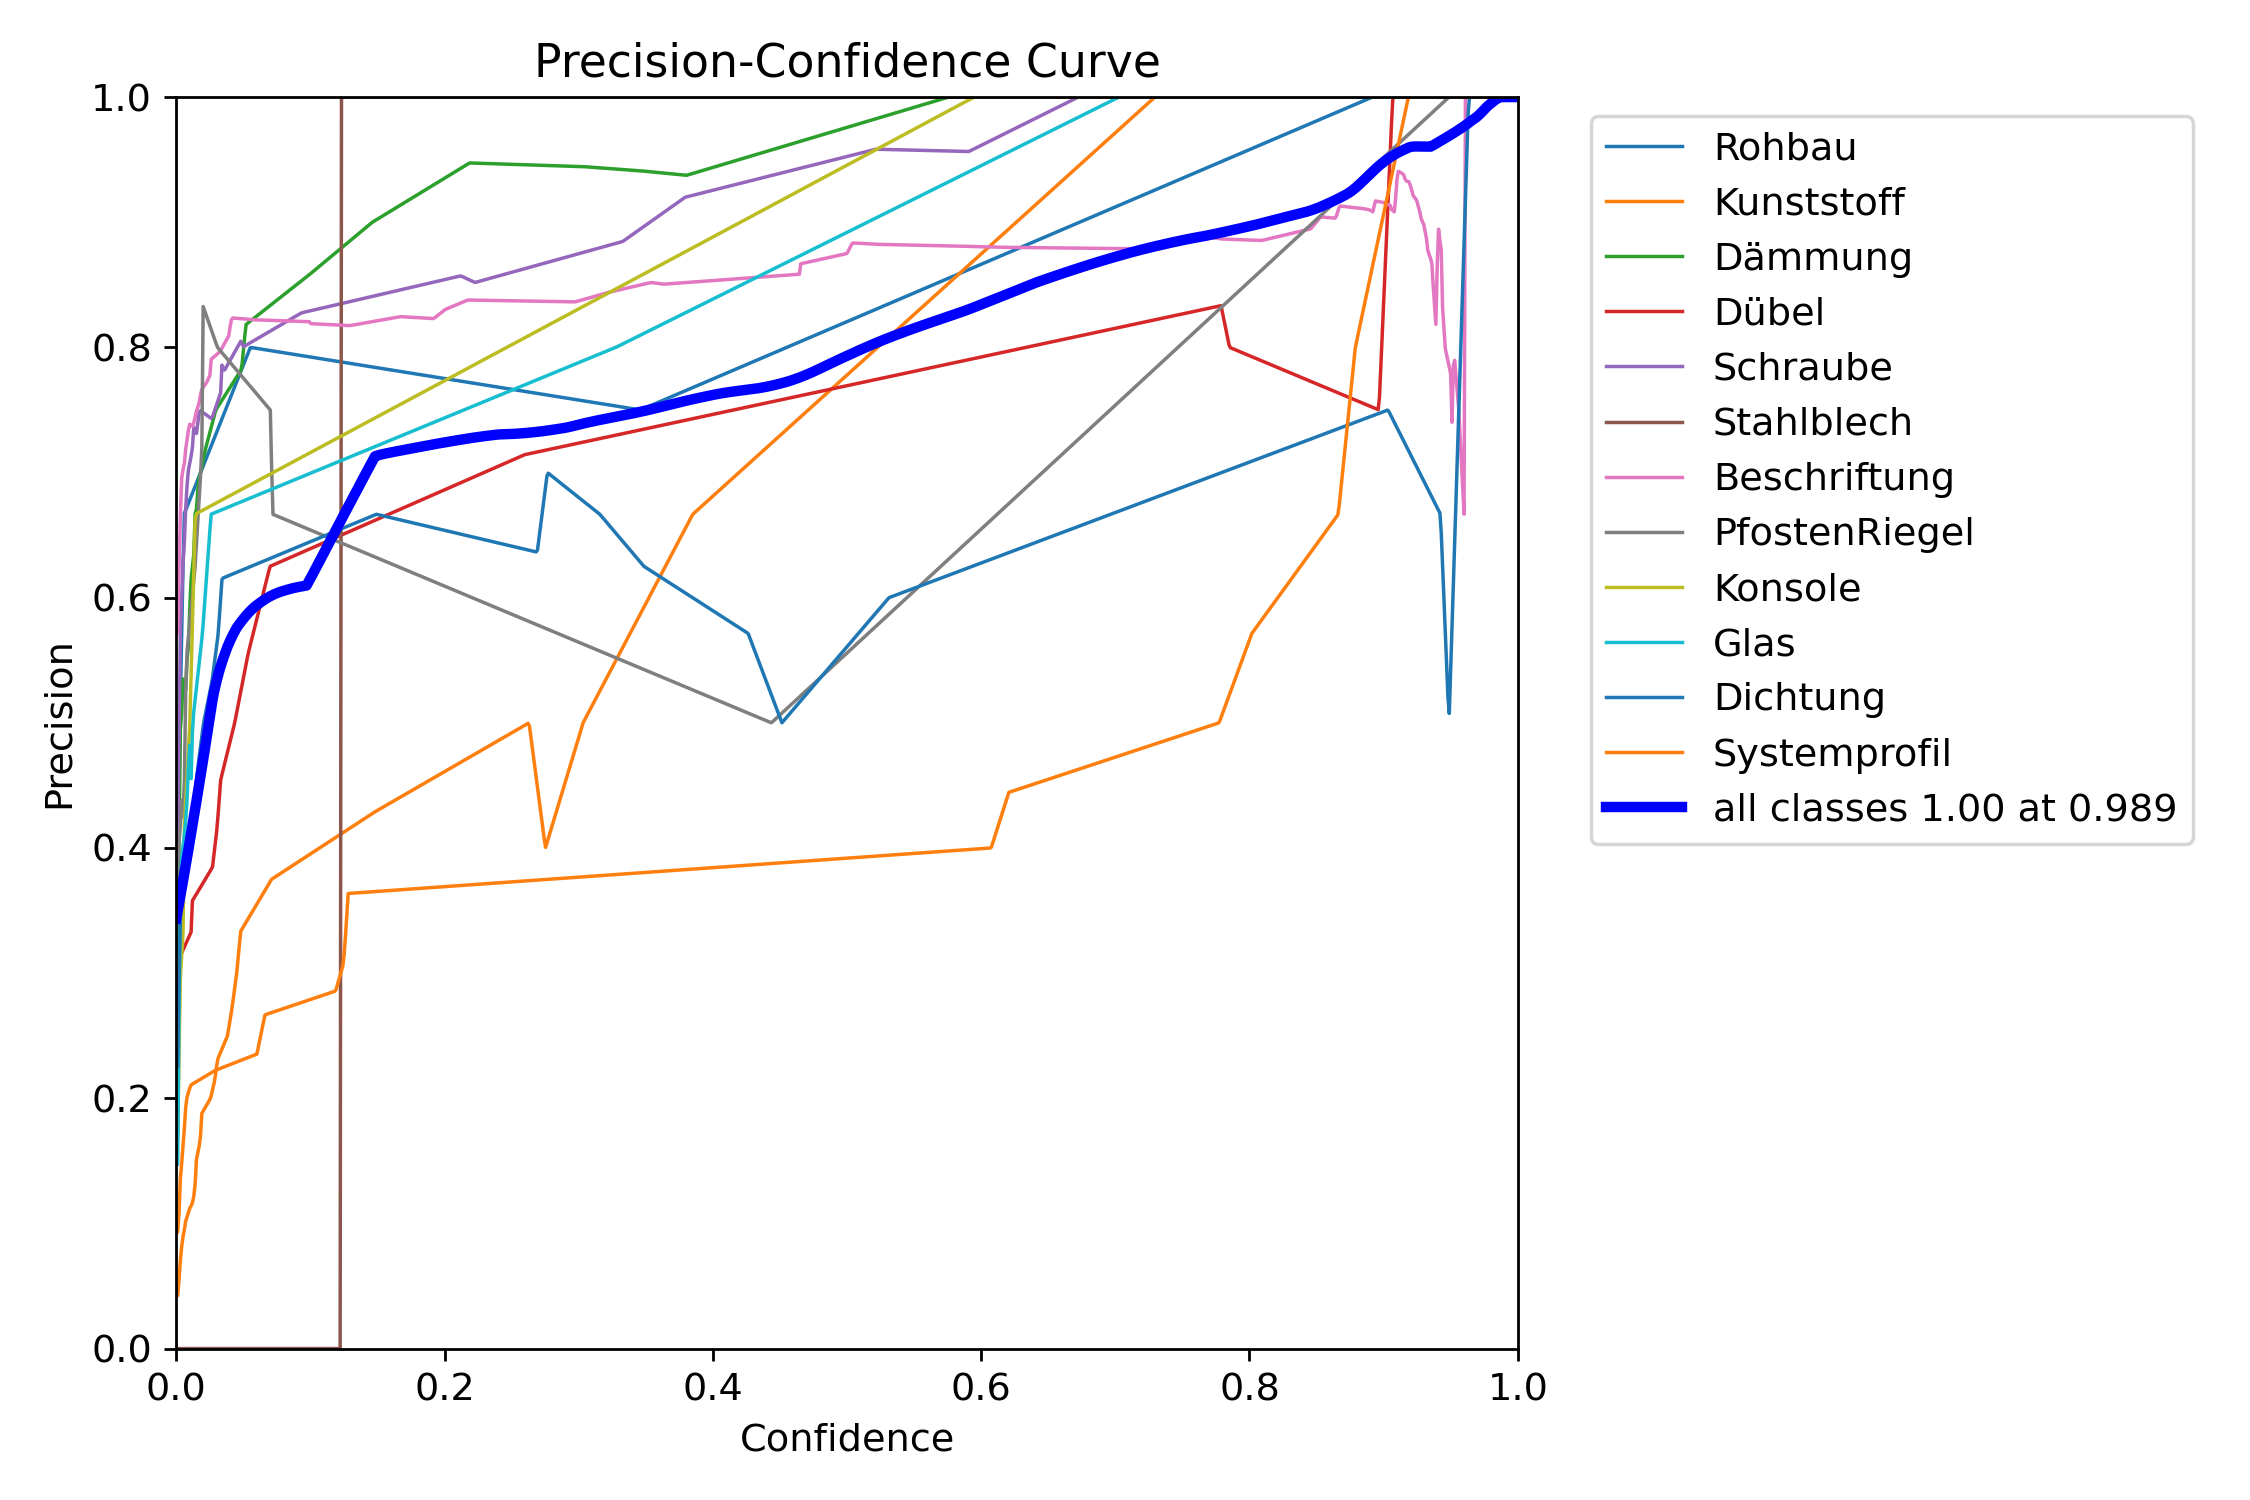 Precision-Confidence Curve
1.0
0.8
0.6
0.4
0.2
0.0
Precision
0.0 0.2 0.4 0.6 0.8 1.0
Confidence
Rohbau
Kunststoff
Dämmung
Dübel
Schraube
Stahlblech
Beschriftung
PfostenRiegel
Konsole
Glas
Dichtung
Systemprofil
all classes 1.00 at 0.989